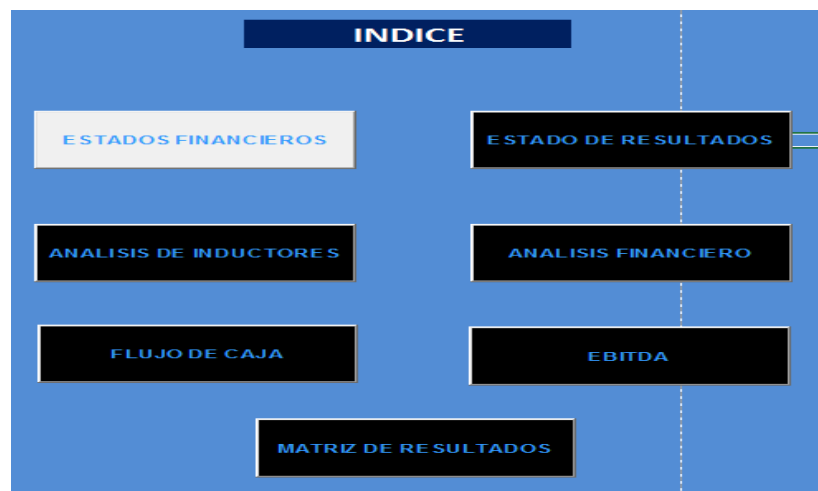 INDICE
ESTADOS FINANCIEROS
ESTADO DE RESULTADOS
ANALISIS DE INDUCTORES
ANALISIS FINANCIERO
FLUJO DE CAJA
EBITDA
MATRIZ DE RESULTADOS